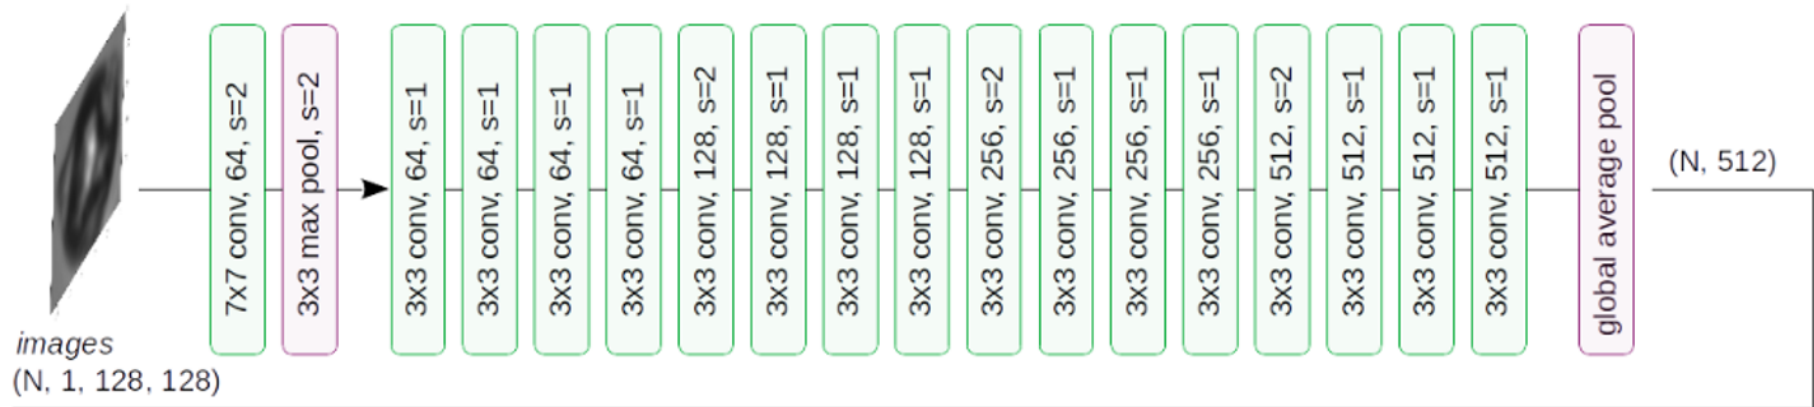 7x7 conv, 64, s=2
3x3 max pool, s=2
3x3 conv, 64, s=1
3x3 conv, 64, s=1
3x3 conv, 64, s=1
3x3 conv, 64, s=1
3x3 conv, 128, s=2
3x3 conv, 128, s=1
3x3 conv, 128, s=1
3x3 conv, 128, s=1
3x3 conv, 256, s=2
3x3 conv, 256, s=1
3x3 conv, 256, s=1
3x3 conv, 256, s=1
3x3 conv, 512, s=2
3x3 conv, 512, s=1
3x3 conv, 512, s=1
3x3 conv, 512, s=1
global average pool
(N, 512)
images
(N, 1, 128, 128)